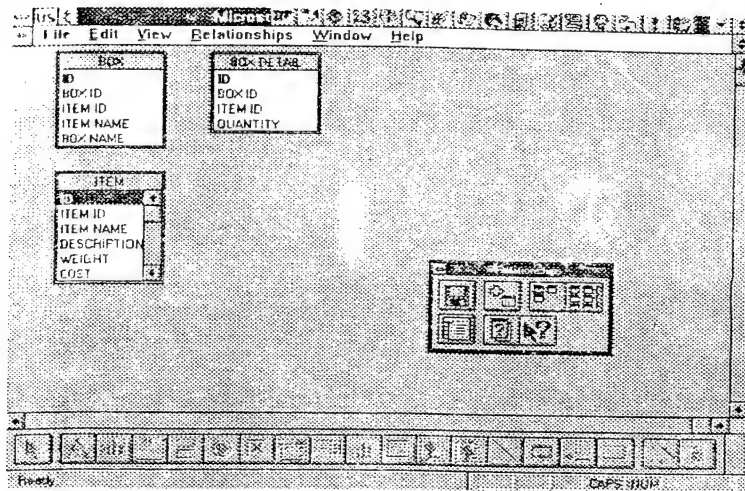 Microsoft
File Edit View Relationships Window Help
BOX
ID
BOX ID
ITEM ID
ITEM NAME
BOX NAME
BOX DETAIL
ID
BOX ID
ITEM ID
QUANTITY
ITEM
ITEM ID
ITEM NAME
DESCRIPTION
WEIGHT
COST
Ready
CAPS NUM